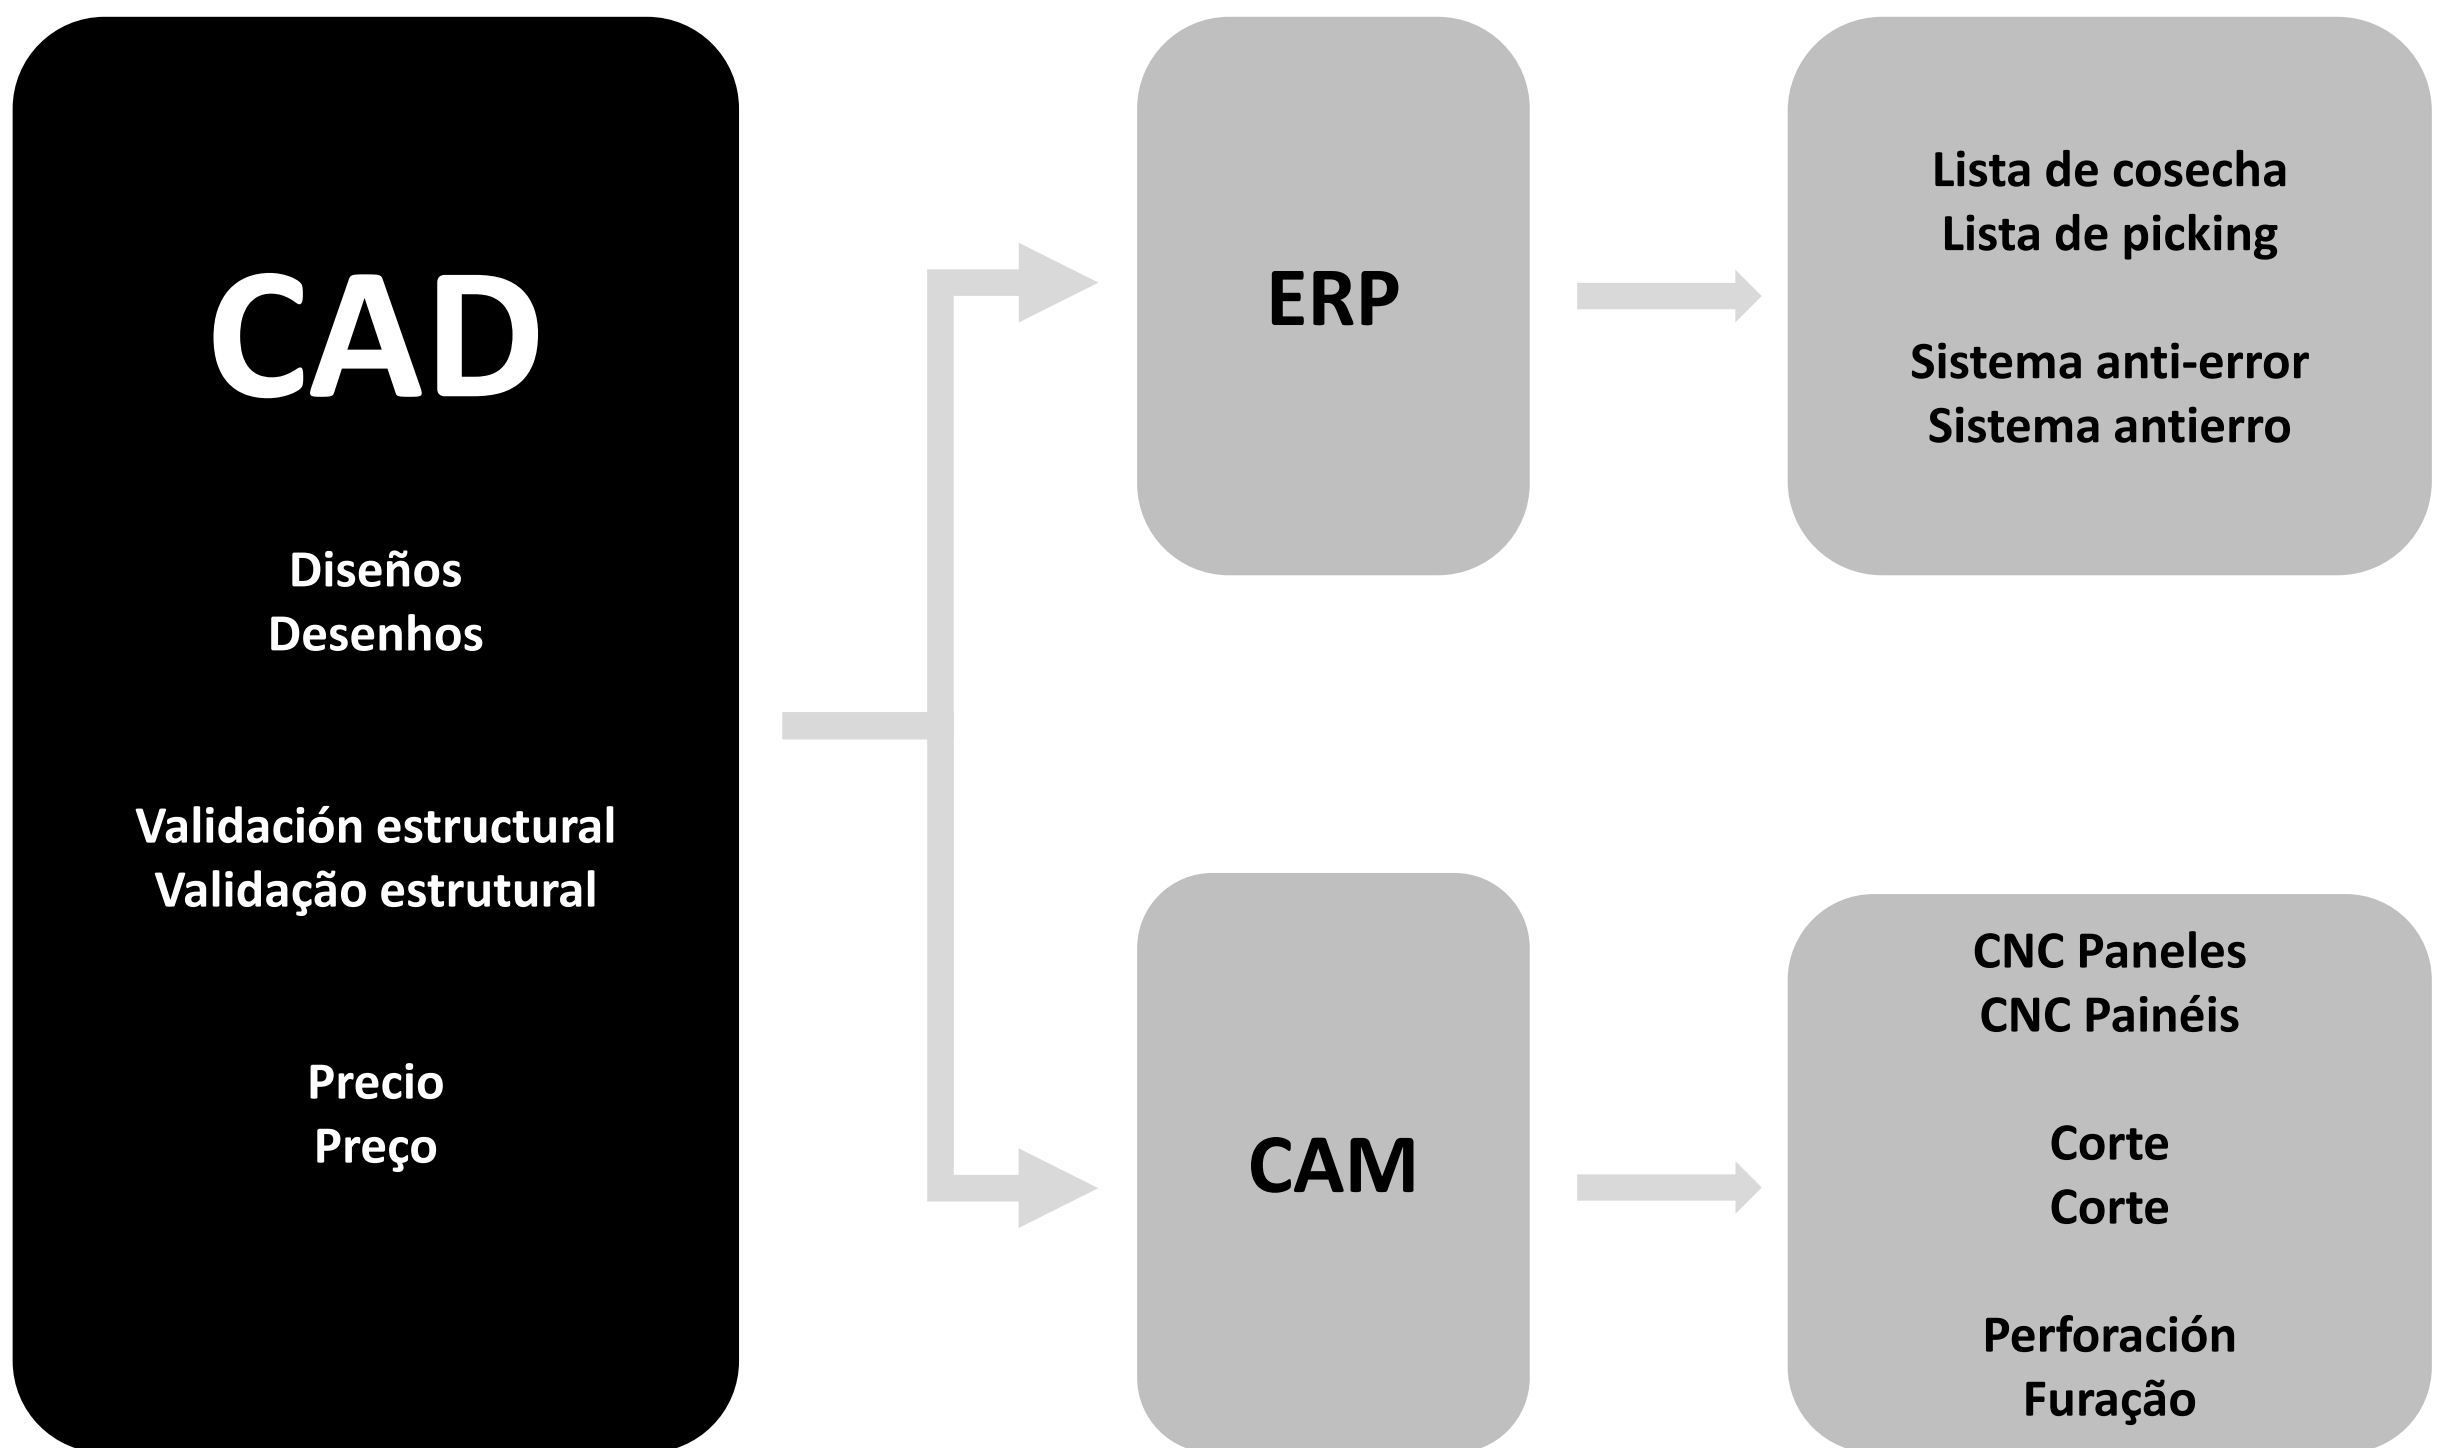 CAD
Diseños
Desenhos
Validación estructural
Validação estrutural
Precio
Preço
ERP
Lista de cosecha
Lista de picking
Sistema anti-error
Sistema antierro
CAM
CNC Paneles
CNC Painéis
Corte
Corte
Perforación
Furação